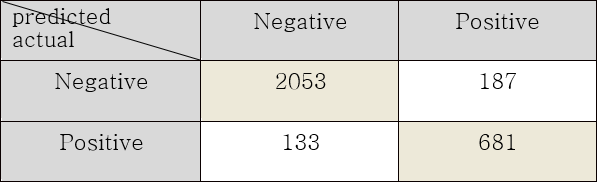 predicted
actual
Negative Positive
Negative 2053 187
Positive 133 681